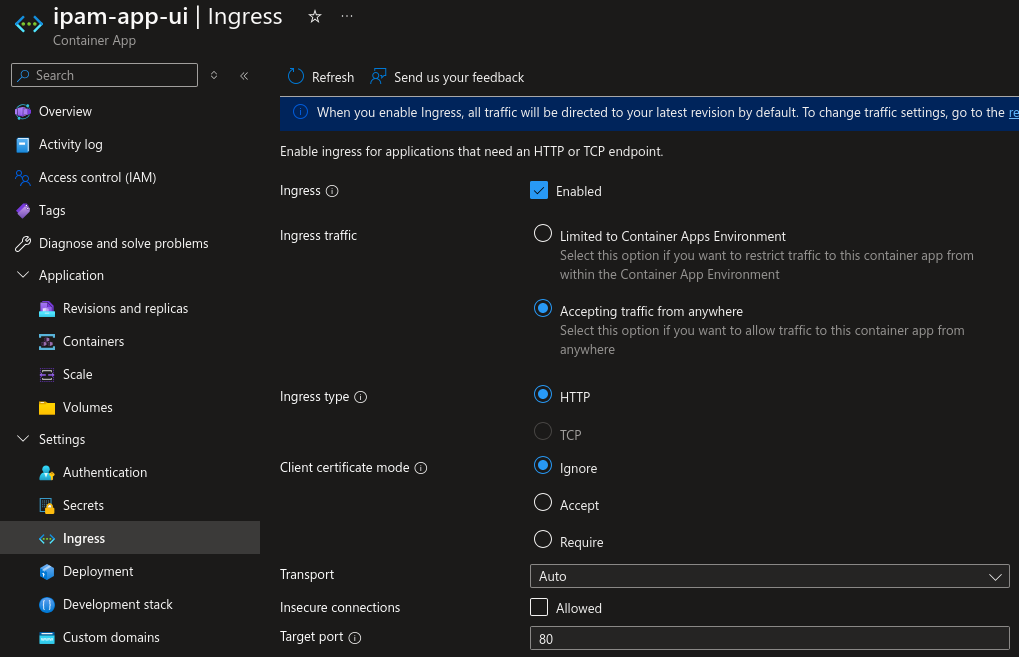 ipam-app-ui | Ingress ☆ ...
Container App
Search
Refresh
Send us your feedback
Overview
Activity log
Access control (IAM)
Tags
Diagnose and solve problems
Application
Revisions and replicas
Containers
Scale
Volumes
Settings
Authentication
Secrets
Ingress
Deployment
Development stack
Custom domains
When you enable Ingress, all traffic will be directed to your latest revision by default. To change traffic settings, go to the re
Enable ingress for applications that need an HTTP or TCP endpoint.
Ingress
Enabled
Ingress traffic
Limited to Container Apps Environment
Select this option if you want to restrict traffic to this container app from
within the Container App Environment
Accepting traffic from anywhere
Select this option if you want to allow traffic to this container app from
anywhere
Ingress type
HTTP
TCP
Client certificate mode
Ignore
Accept
Require
Transport
Auto
Insecure connections
Allowed
Target port
80